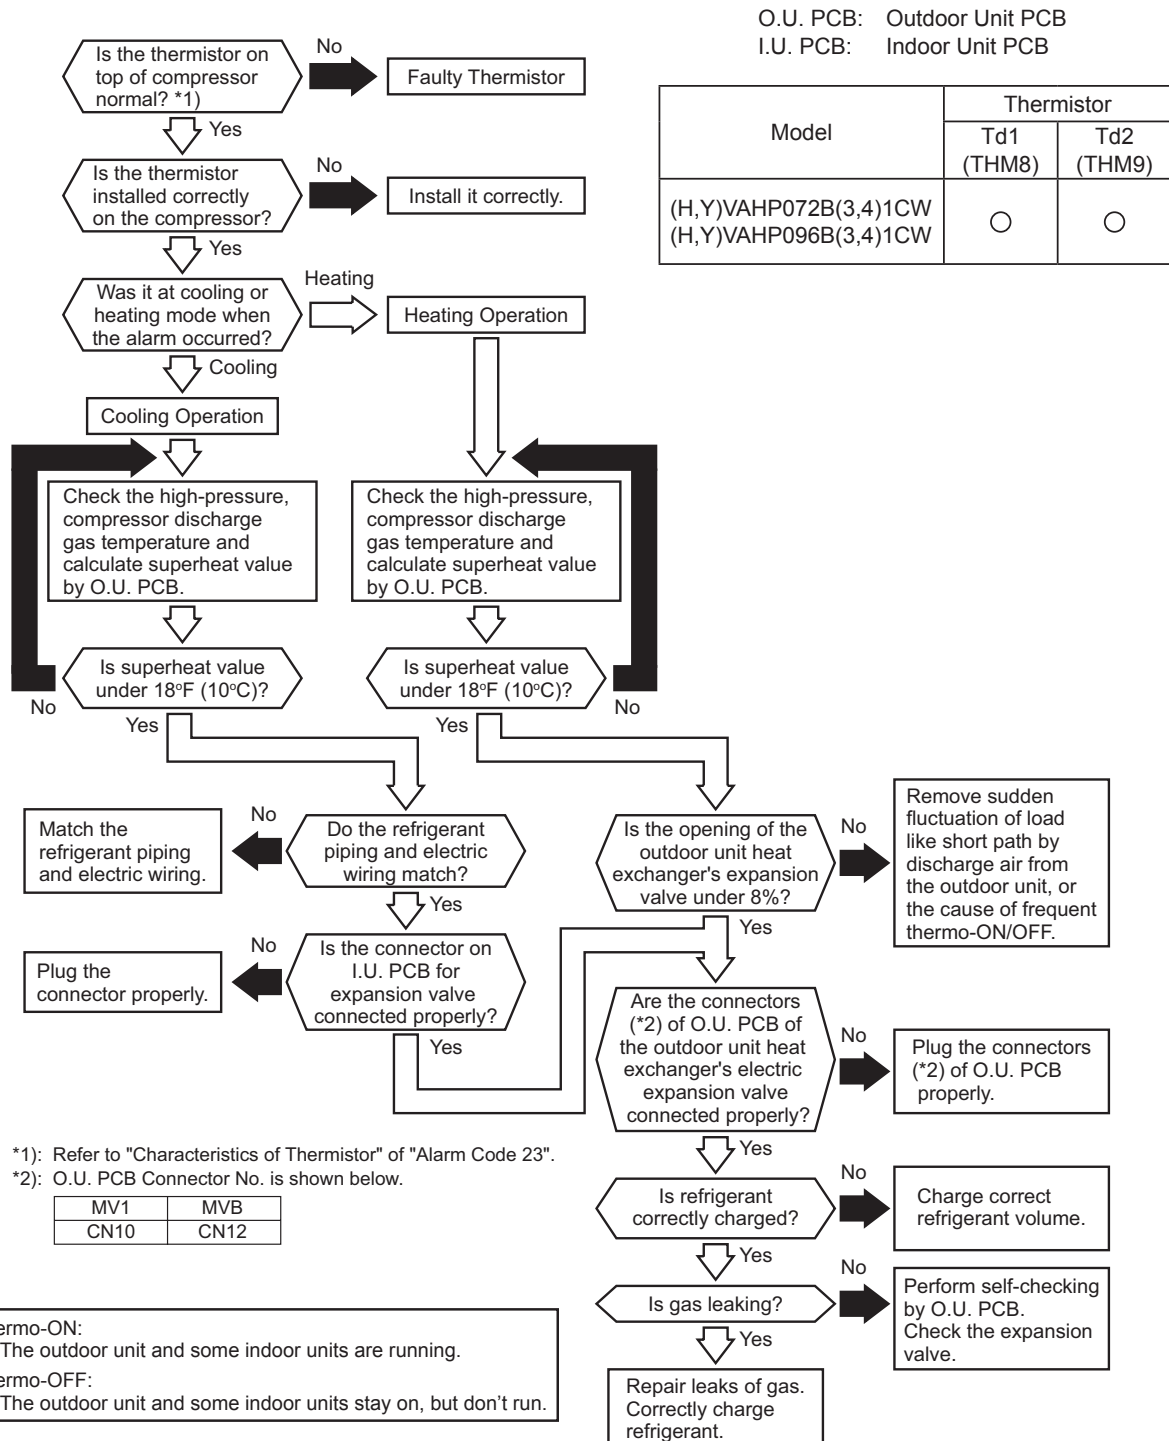 O.U. PCB: Outdoor Unit PCB
I.U. PCB: Indoor Unit PCB
Is the thermistor on
top of compressor
normal? *1)
No
Faulty Thermistor
Yes
Model
Thermistor
Td1
(THM8)
Td2
(THM9)
(H,Y)VAHP072B(3,4)1CW
(H,Y)VAHP096B(3,4)1CW
○ ○
Is the thermistor
installed correctly
on the compressor?
No
Install it correctly.
Yes
Was it at cooling or
heating mode when
the alarm occurred?
Heating
Heating Operation
Cooling
Cooling Operation
Check the high-pressure,
compressor discharge
gas temperature and
calculate superheat value
by O.U. PCB.
Check the high-pressure,
compressor discharge
gas temperature and
calculate superheat value
by O.U. PCB.
Is superheat value
under 18°F (10°C)?
No
Yes
Is superheat value
under 18°F (10°C)?
No
Yes
Do the refrigerant
piping and electric
wiring match?
No
Match the
refrigerant piping
and electric wiring.
Yes
Is the connector on
I.U. PCB for
expansion valve
connected properly?
No
Plug the
connector properly.
Yes
Is the opening of the
outdoor unit heat
exchanger's expansion
valve under 8%?
No
Remove sudden
fluctuation of load
like short path by
discharge air from
the outdoor unit, or
the cause of frequent
thermo-ON/OFF.
Yes
Are the connectors
(*2) of O.U. PCB of
the outdoor unit heat
exchanger's electric
expansion valve
connected properly?
No
Plug the connectors
(*2) of O.U. PCB
properly.
Yes
Is refrigerant
correctly charged?
No
Charge correct
refrigerant volume.
Yes
Is gas leaking?
No
Perform self-checking
by O.U. PCB.
Check the expansion
valve.
Yes
Repair leaks of gas.
Correctly charge
refrigerant.
*1): Refer to "Characteristics of Thermistor" of "Alarm Code 23".
*2): O.U. PCB Connector No. is shown below.
MV1 MVB
CN10 CN12
ermo-ON:
The outdoor unit and some indoor units are running.
ermo-OFF:
The outdoor unit and some indoor units stay on, but don't run.